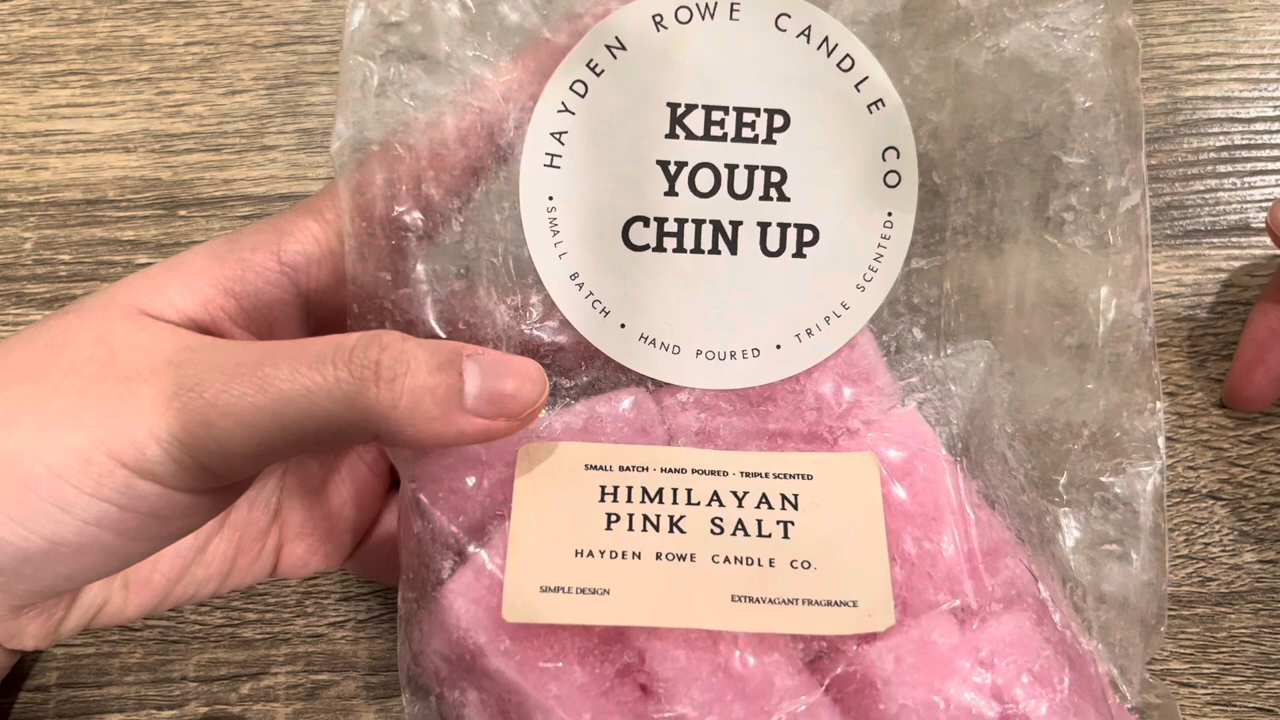 HAYDEN ROWE CANDLE CO
KEEP
YOUR
CHIN UP
• SMALL BATCH • HAND POURED • TRIPLE SCENTED •
SMALL BATCH · HAND POURED · TRIPLE SCENTED
HIMILAYAN
PINK SALT
HAYDEN ROWE CANDLE CO.
SIMPLE DESIGN
EXTRAVAGANT FRAGRANCE